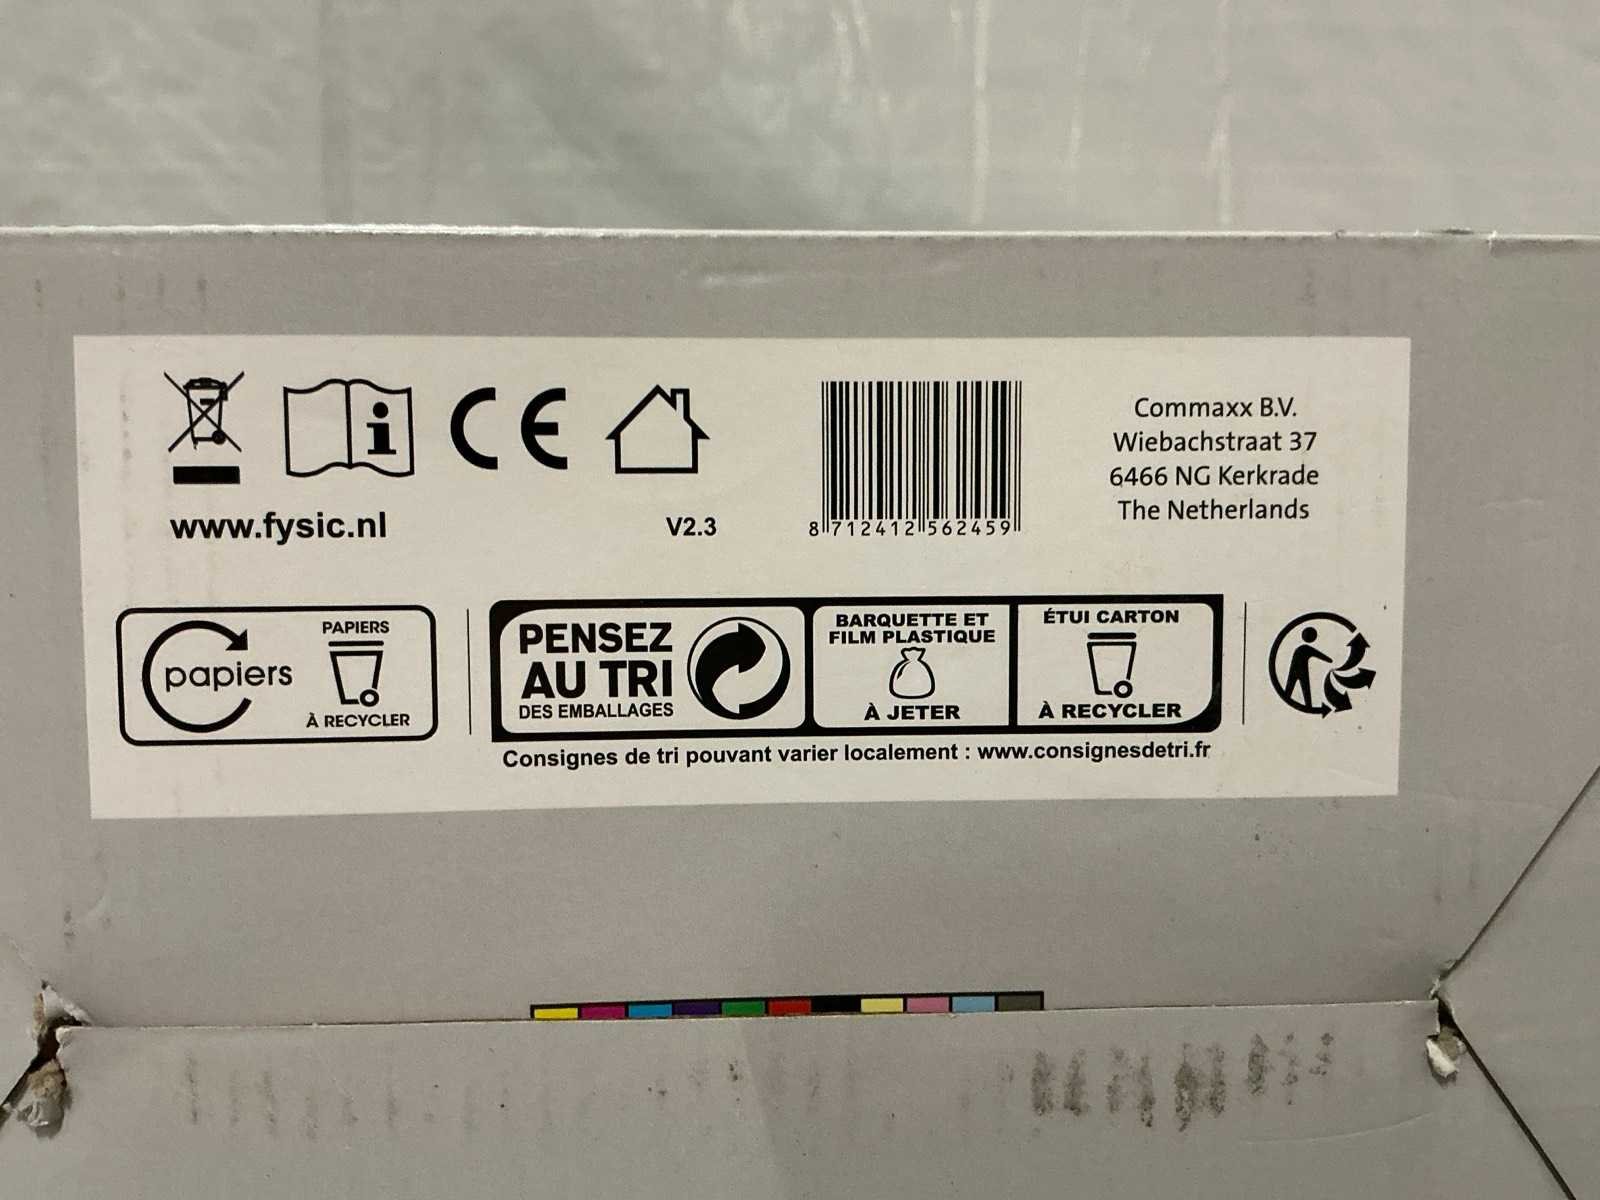 CE
www.fysic.nl
V2.3
8 712412 562459
Commaxx B.V.
Wiebachstraat 37
6466 NG Kerkrade
The Netherlands
papiers
PAPIERS
À RECYCLER
PENSEZ
AU TRI
DES EMBALLAGES
BARQUETTE ET
FILM PLASTIQUE
À JETER
ÉTUI CARTON
À RECYCLER
Consignes de tri pouvant varier localement : www.consignesdetri.fr